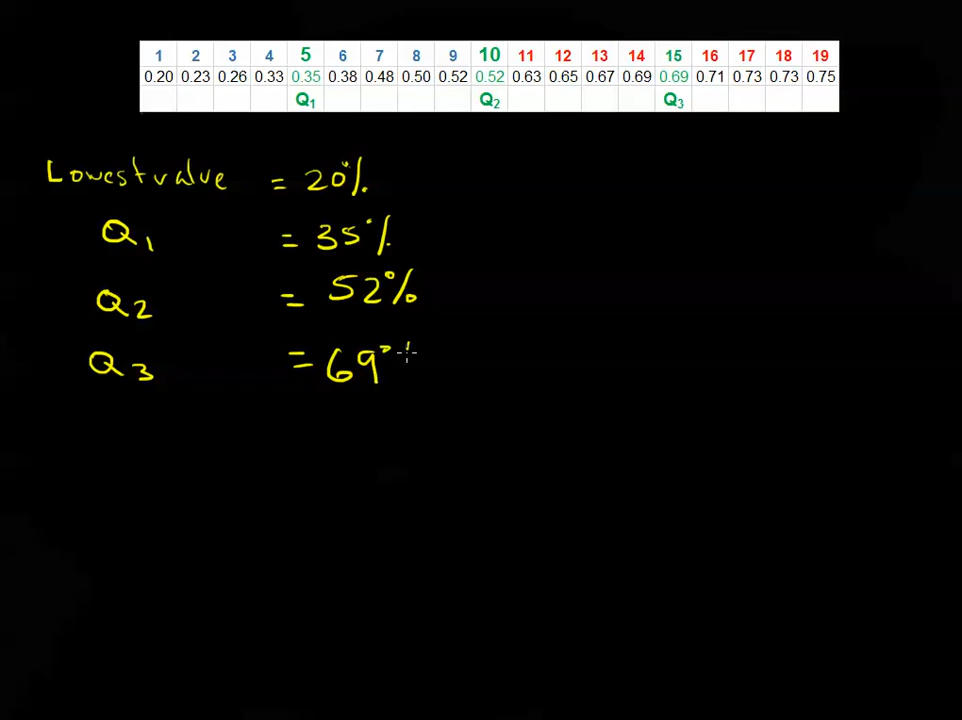 1 2 3 4 5 6 7 8 9 10 11 12 13 14 15 16 17 18 19
0.20 0.23 0.26 0.33 0.35 0.38 0.48 0.50 0.52 0.52 0.63 0.65 0.67 0.69 0.69 0.71 0.73 0.73 0.75
Q1 Q2 Q3
Lowest value = 20%
Q1 = 35%
Q2 = 52%
Q3 = 69